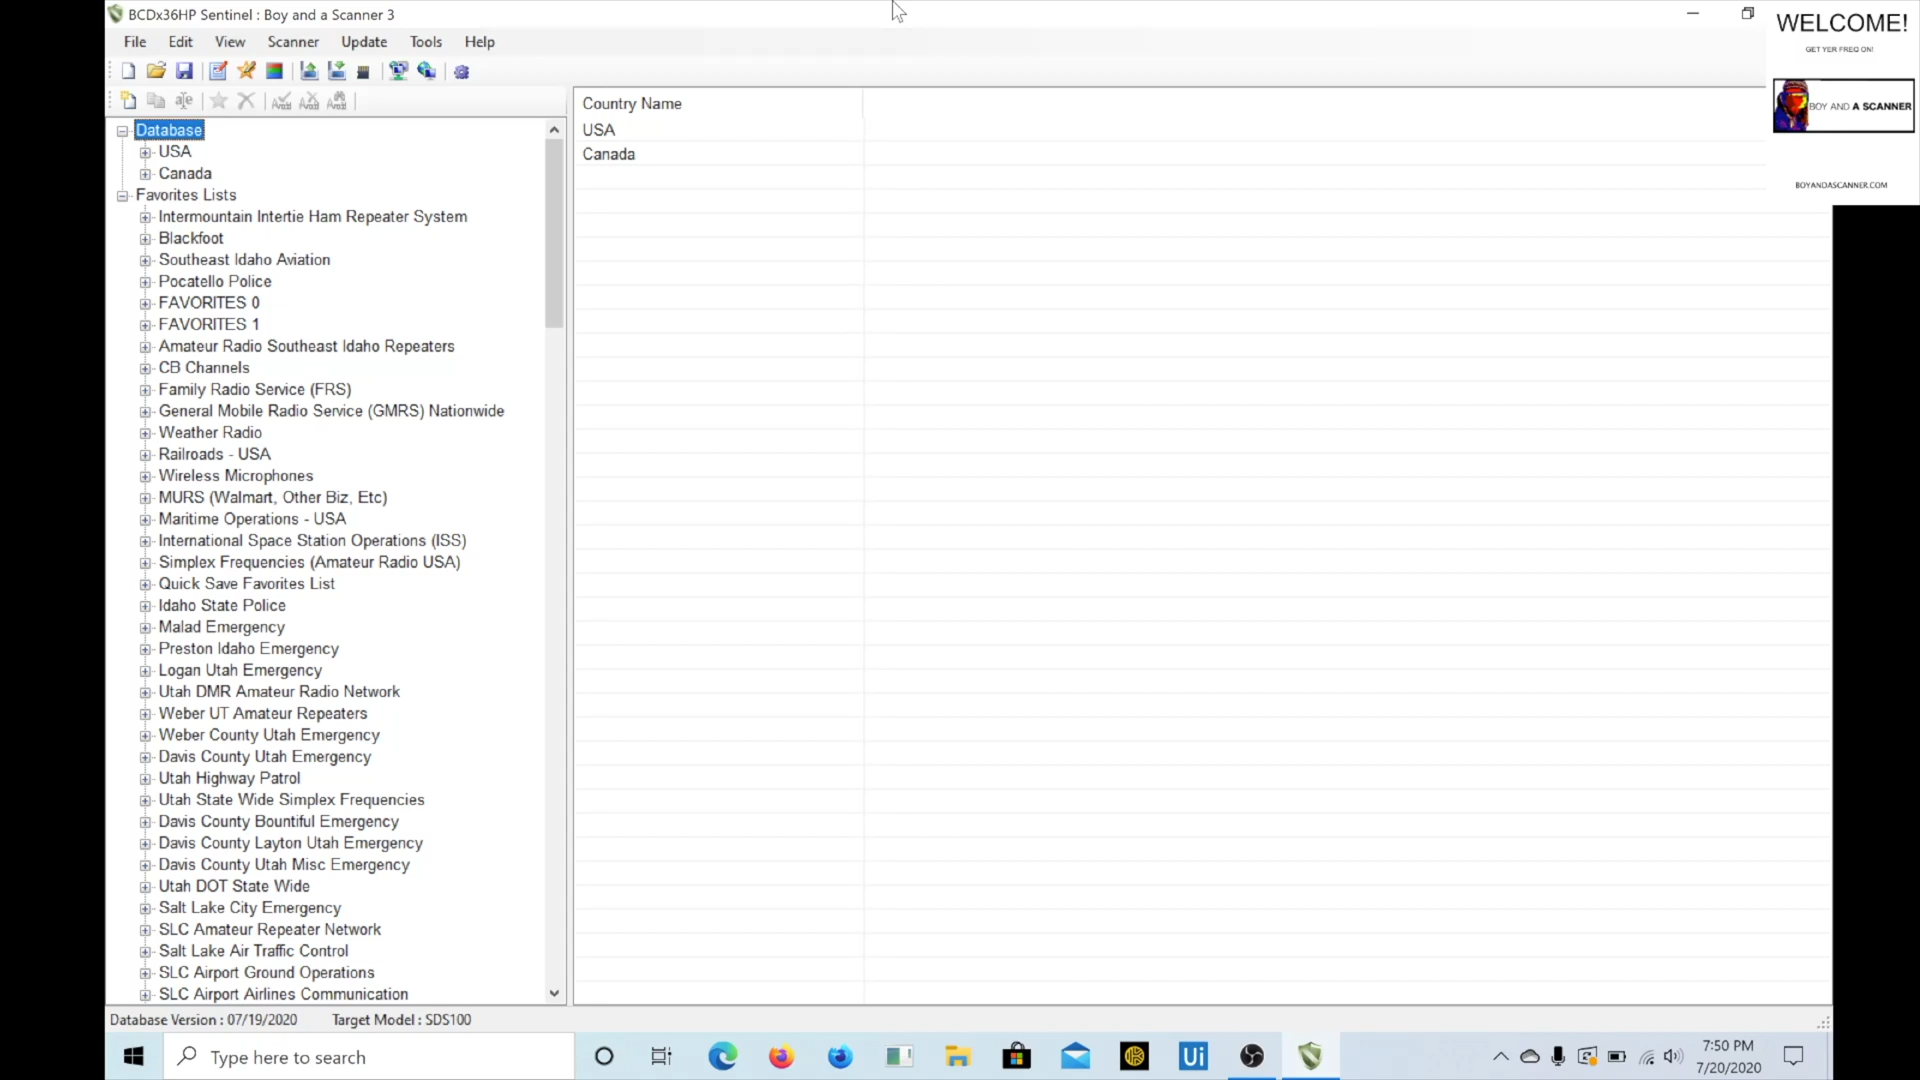 BCDx36HP Sentinel : Boy and a Scanner 3
File Edit View Scanner Update Tools Help
WELCOME!
GET YER FREQ ON!
BOY AND A SCANNER
BOYANDASCANNER.COM
Database
USA
Canada
Favorites Lists
Intermountain Intertie Ham Repeater System
Blackfoot
Southeast Idaho Aviation
Pocatello Police
FAVORITES 0
FAVORITES 1
Amateur Radio Southeast Idaho Repeaters
CB Channels
Family Radio Service (FRS)
General Mobile Radio Service (GMRS) Nationwide
Weather Radio
Railroads - USA
Wireless Microphones
MURS (Walmart, Other Biz, Etc)
Maritime Operations - USA
International Space Station Operations (ISS)
Simplex Frequencies (Amateur Radio USA)
Quick Save Favorites List
Idaho State Police
Malad Emergency
Preston Idaho Emergency
Logan Utah Emergency
Utah DMR Amateur Radio Network
Weber UT Amateur Repeaters
Weber County Utah Emergency
Davis County Utah Emergency
Utah Highway Patrol
Utah State Wide Simplex Frequencies
Davis County Bountiful Emergency
Davis County Layton Utah Emergency
Davis County Utah Misc Emergency
Utah DOT State Wide
Salt Lake City Emergency
SLC Amateur Repeater Network
Salt Lake Air Traffic Control
SLC Airport Ground Operations
SLC Airport Airlines Communication
Country Name
USA
Canada
Database Version : 07/19/2020 Target Model : SDS100
Type here to search
Ui
7:50 PM
7/20/2020